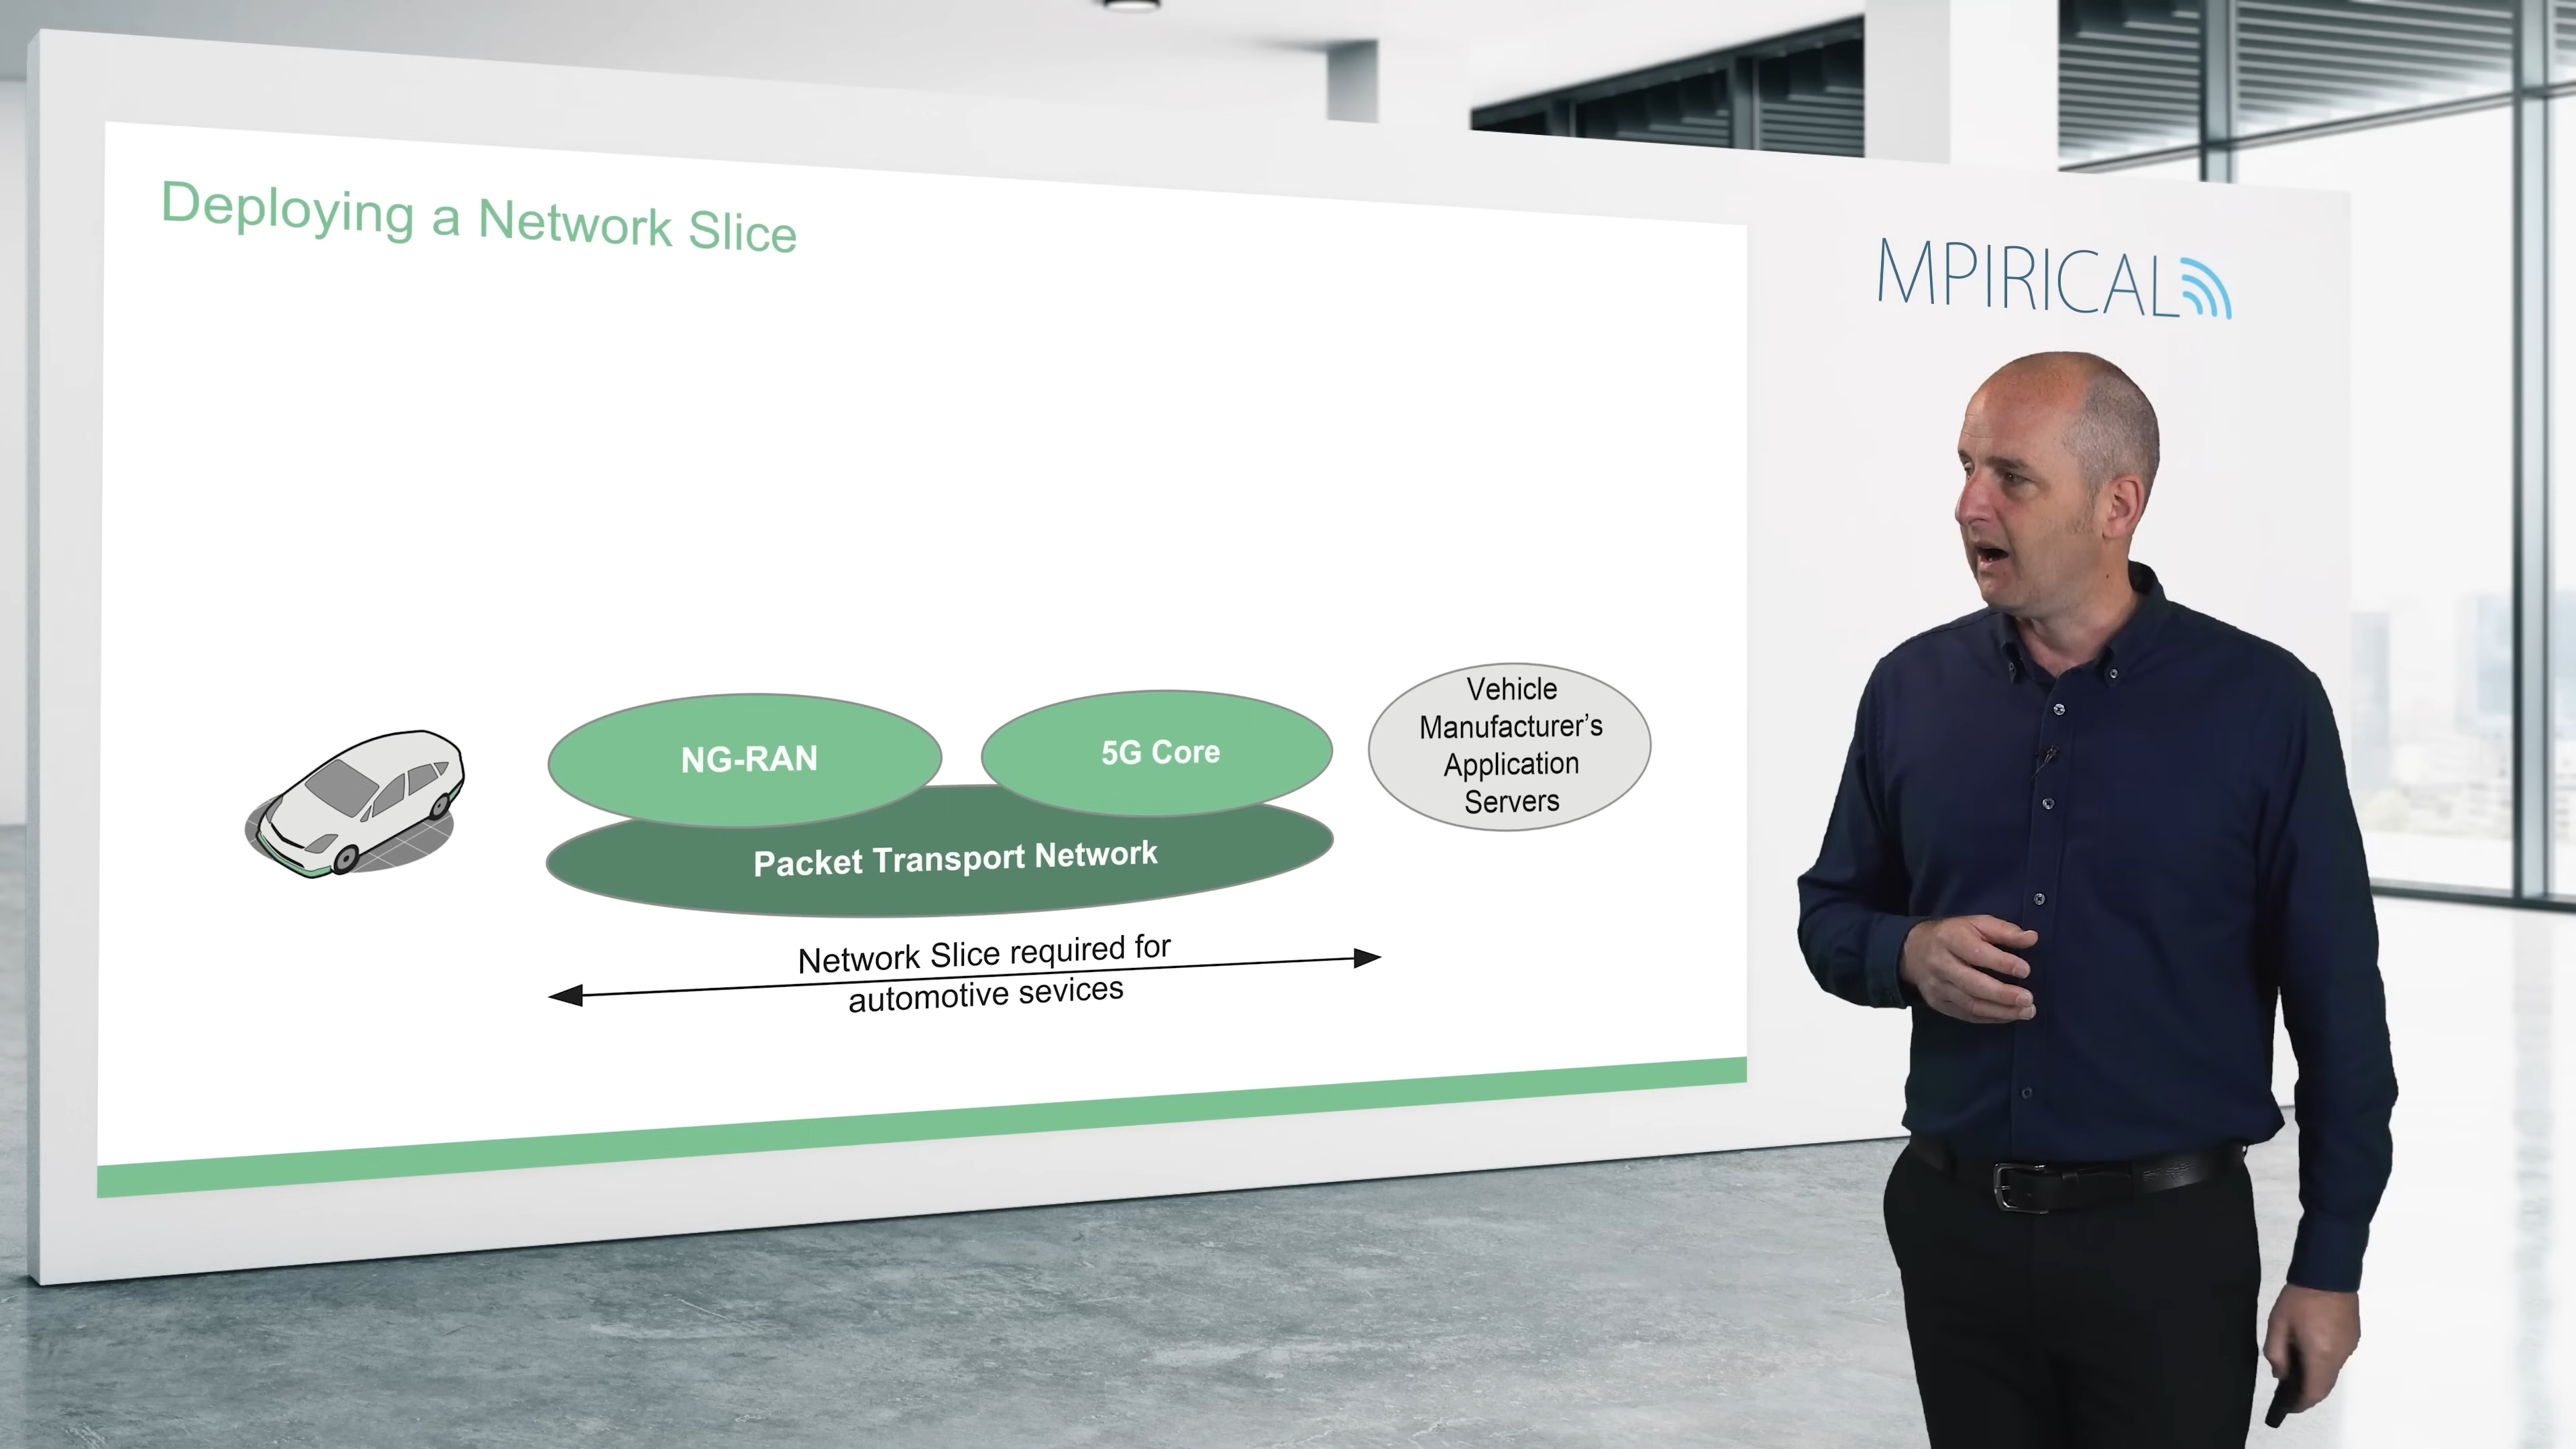 Deploying a Network Slice
MPIRICAL
NG-RAN
5G Core
Vehicle
Manufacturer's
Application
Servers
Packet Transport Network
Network Slice required for
automotive sevices